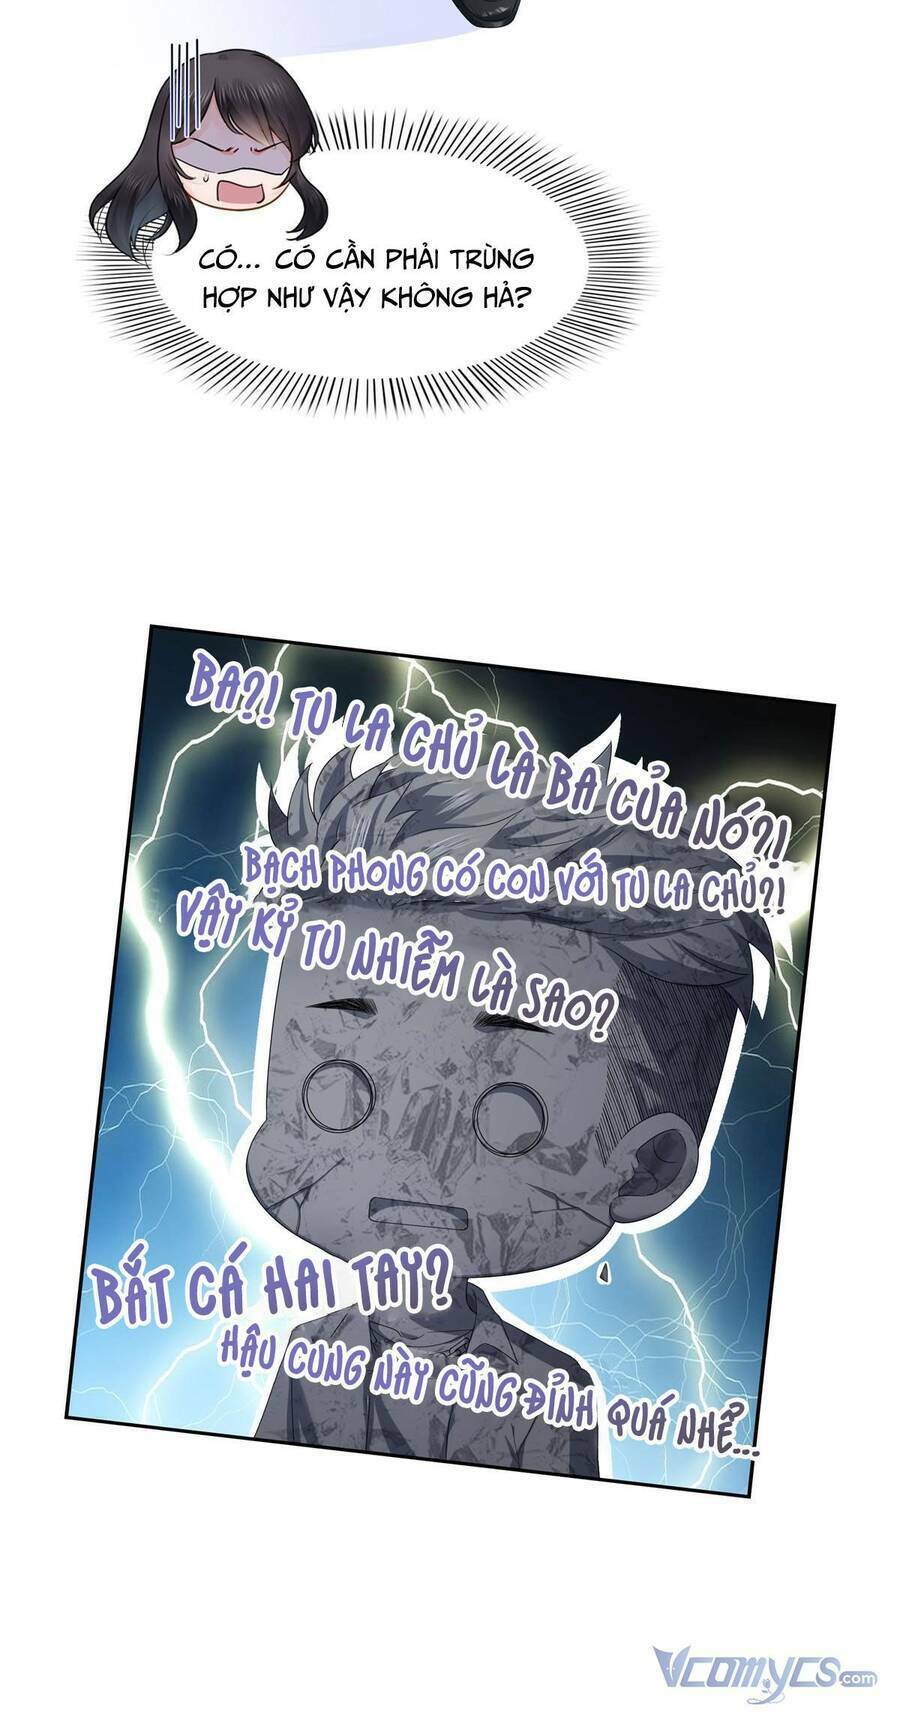 CÓ... CÓ CẦN PHẢI TRÙNG
HỢP NHƯ VẬY KHÔNG HẢ?
BA?! TU LA CHỦ LÀ BA CỦA NÓ?!
BẠCH PHONG CÓ CON VỚI TU LA CHỦ?!
VẬY KỶ TU NHIỄM LÀ SAO?
BẮT CÁ HAI TAY?
HẬU CUNG NÀY CŨNG ĐỈNH QUÁ NHỂ...
VCOMYCS.com